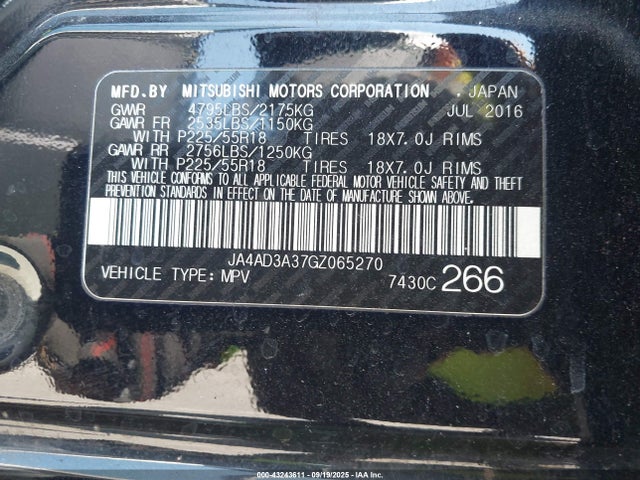 MFD.BY MITSUBISHI MOTORS CORPORATION . JAPAN
GVWR 4795LBS/2175KG JUL 2016
GAWR FR 2535LBS/1150KG
WITH P225/55R18 TIRES 18X7.0J RIMS
GAWR RR 2756LBS/1250KG
WITH P225/55R18 TIRES 18X7.0J RIMS
THIS VEHICLE CONFORMS TO ALL APPLICABLE FEDERAL MOTOR VEHICLE SAFETY AND THEFT
PREVENTION STANDARDS IN EFFECT ON THE DATE OF MANUFACTURE SHOWN ABOVE.
JA4AD3A37GZ065270
VEHICLE TYPE: MPV 7430C 266
000-43243611 - 09/19/2025 - IAAI.COM